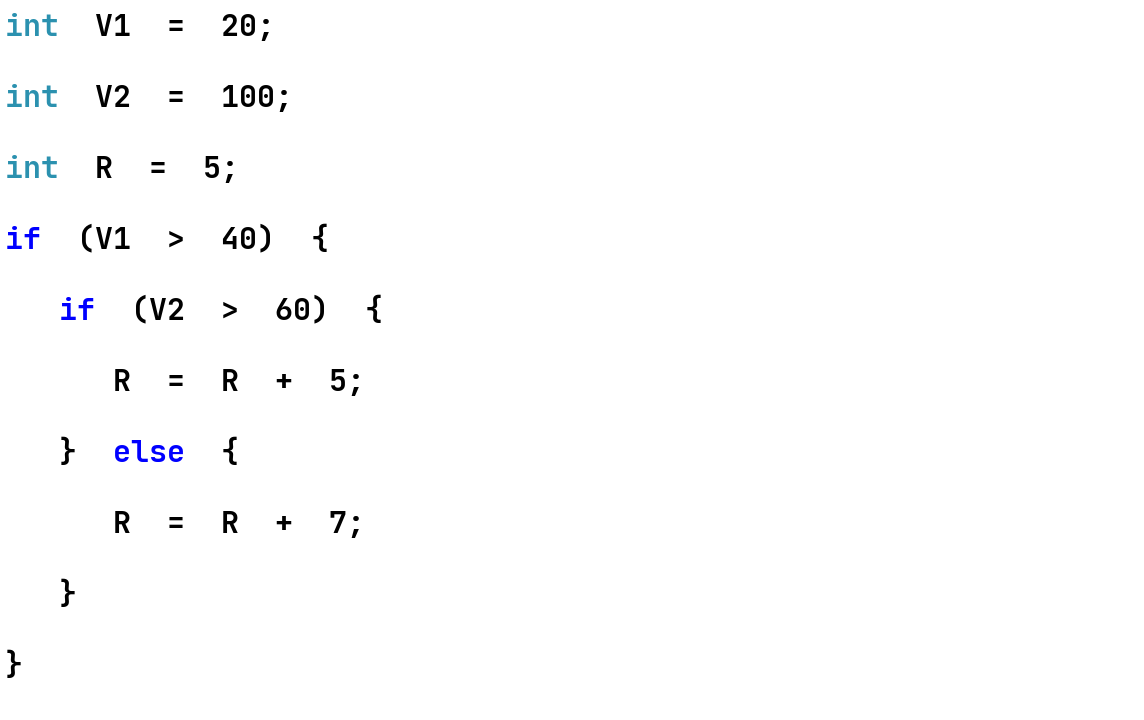 int V1 = 20;
int V2 = 100;
int R = 5;
if (V1 > 40) {
   if (V2 > 60) {
      R = R + 5;
   } else {
      R = R + 7;
   }
}